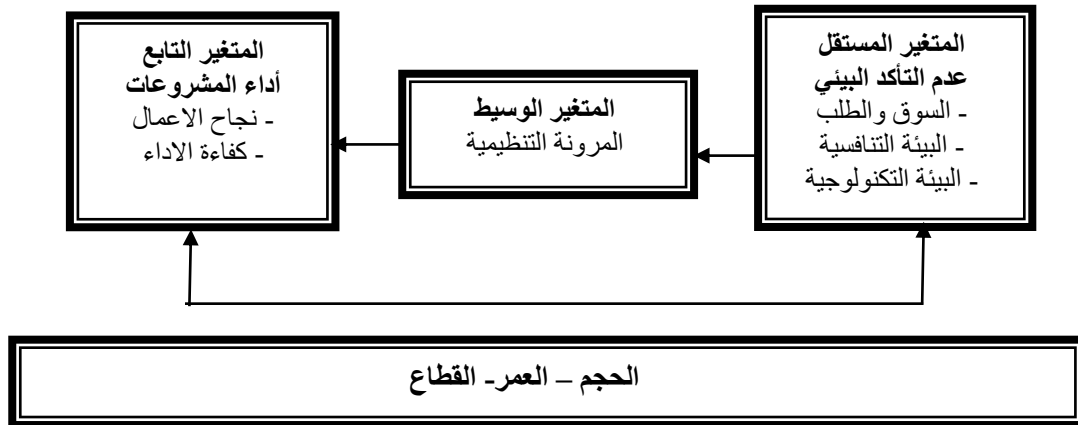 المتغير المستقل
عدم التأكد البيئي
- السوق والطلب
- البيئة التنافسية
- البيئة التكنولوجية
المتغير الوسيط
المرونة التنظيمية
المتغير التابع
أداء المشروعات
- نجاح الاعمال
- كفاءة الاداء
الحجم – العمر- القطاع